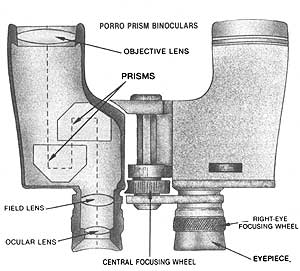 PORRO PRISM BINOCULARS
OBJECTIVE LENS
PRISMS
FIELD LENS
OCULAR LENS
CENTRAL FOCUSING WHEEL
RIGHT-EYE
FOCUSING WHEEL
EYEPIECE,